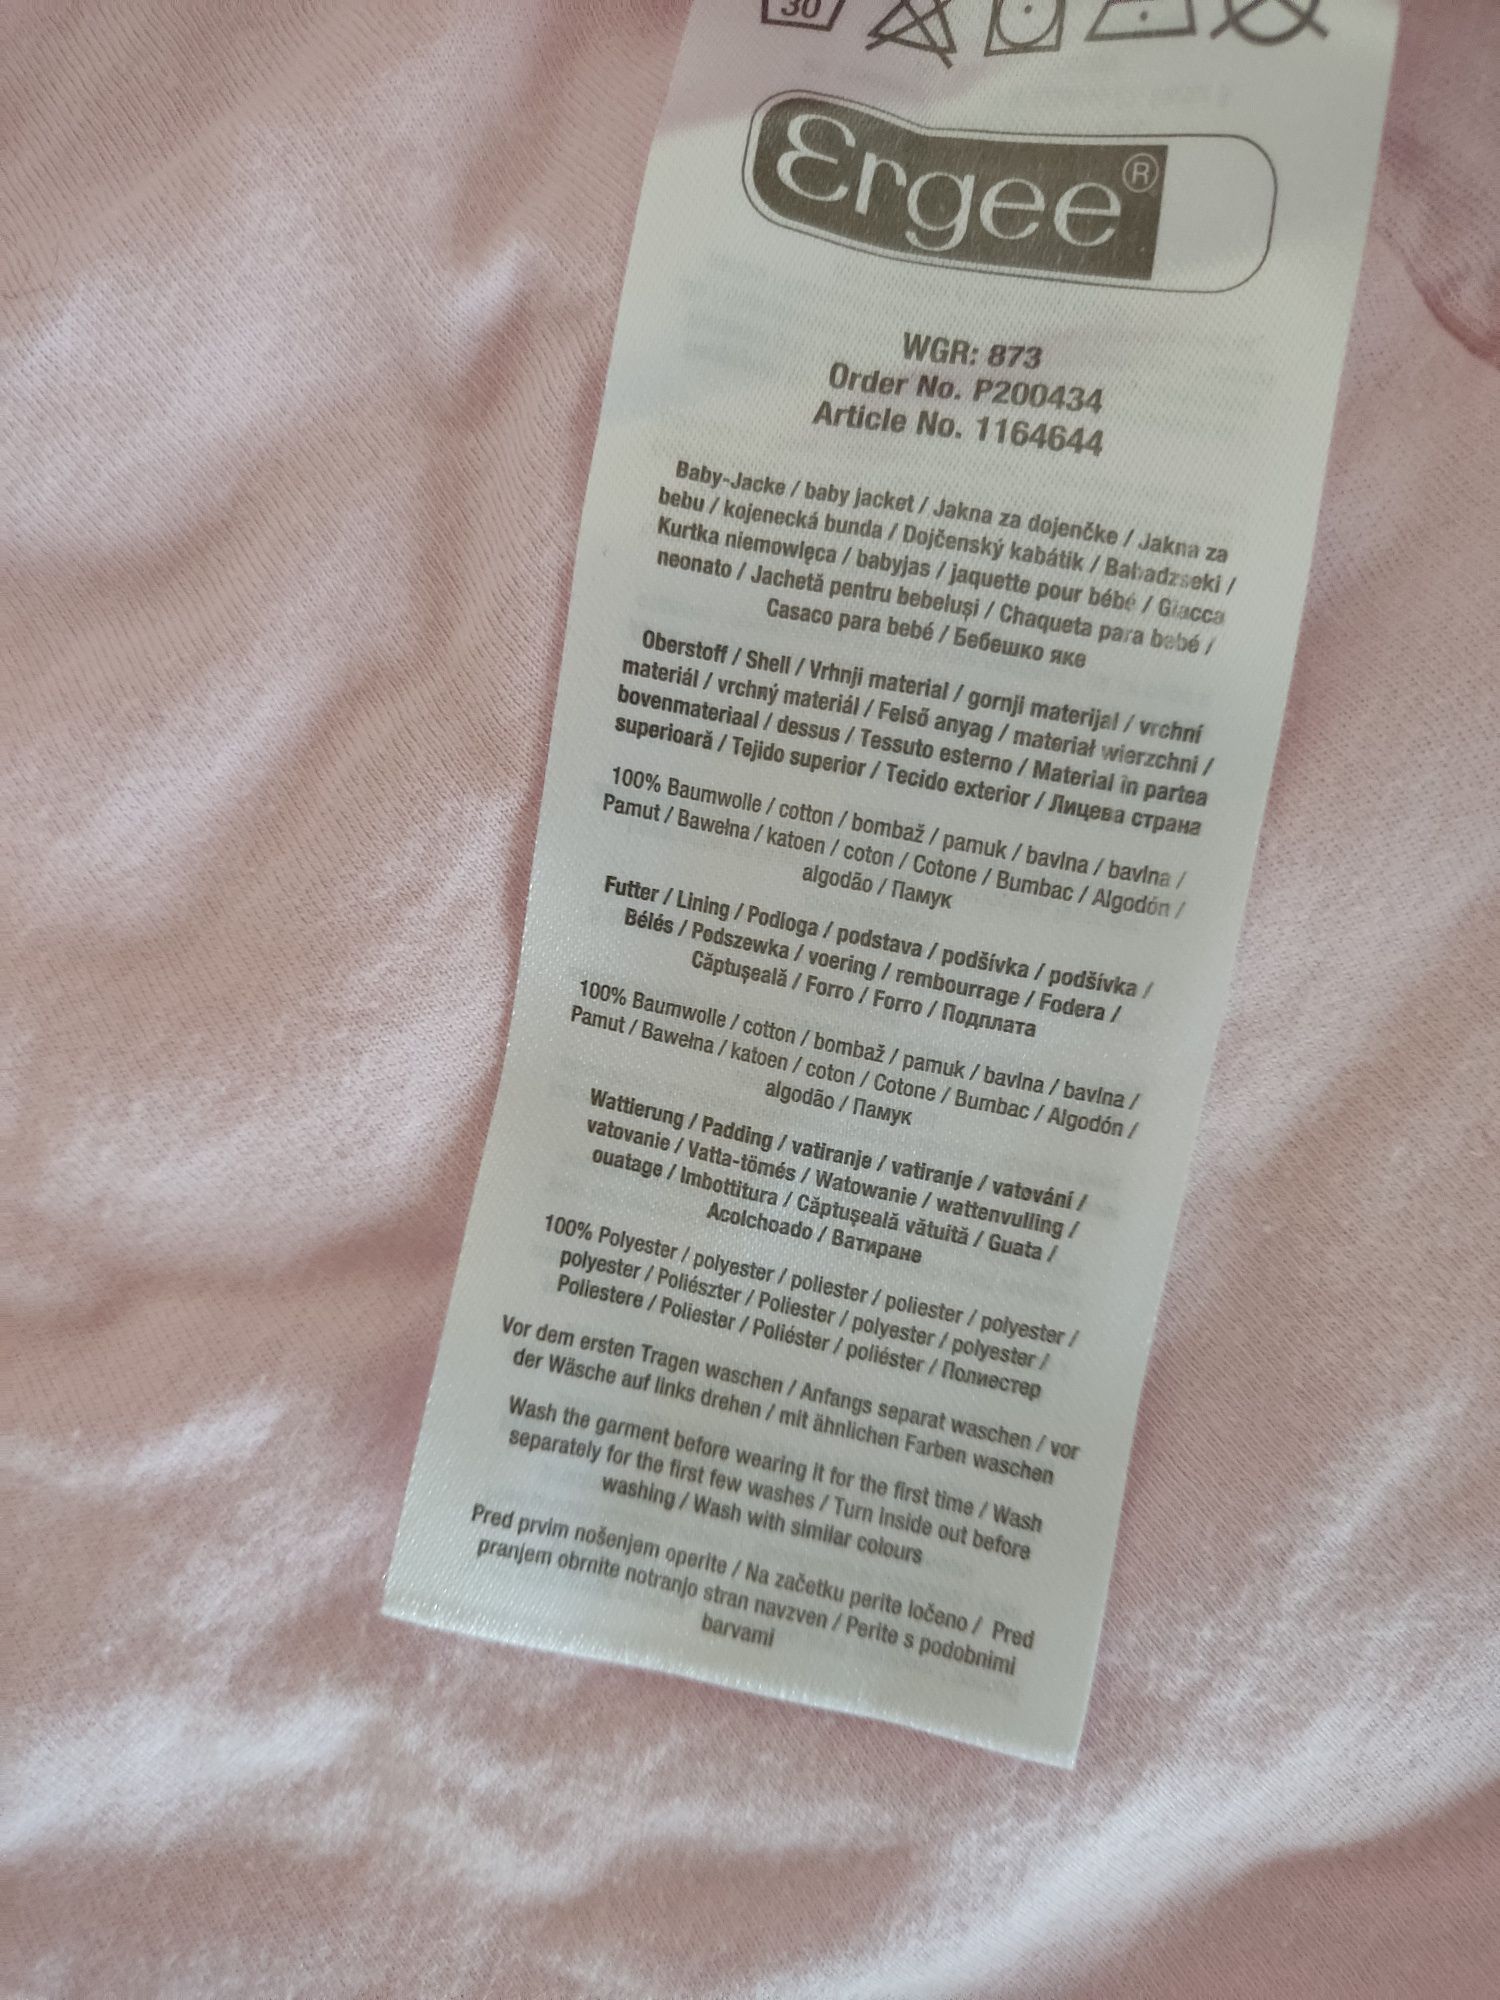 30
Ergee®
WGR: 873
Order No. P200434
Article No. 1164644
Baby-Jacke / baby jacket / Jakna za dojenčke / Jakna za
bebu / kojenecká bunda / Dojčenský kabátik / Babadzseki /
Kurtka niemowlęca / babyjas / jaquette pour bébé / Giacca
neonato / Jachetă pentru bebeluși / Chaqueta para bebé /
Casaco para bebé / Бебешко яке
Oberstoff / Shell / Vrhnji material / gornji materijal / vrchní
materiál / vrchný materiál / Felső anyag / materiał wierzchni /
bovenmateriaal / dessus / Tessuto esterno / Material în partea
superioară / Tejido superior / Tecido exterior / Лицева страна
100% Baumwolle / cotton / bombaž / pamuk / bavlna / bavlna /
Pamut / Bawełna / katoen / coton / Cotone / Bumbac / Algodón /
algodão / Памук
Futter / Lining / Podloga / podstava / podšívka / podšívka /
Bélés / Podszewka / voering / rembourrage / Fodera /
Căptușeală / Forro / Forro / Подплата
100% Baumwolle / cotton / bombaž / pamuk / bavlna / bavlna /
Pamut / Bawełna / katoen / coton / Cotone / Bumbac / Algodón /
algodão / Памук
Wattierung / Padding / vatiranje / vatiranje / vatování /
vatovanie / Vatta-tömés / Watowanie / wattenvulling /
ouatage / Imbottitura / Căptușeală vătuită / Guata /
Acolchoado / Ватиране
100% Polyester / polyester / poliester / poliester / polyester /
polyester / Poliészter / Poliester / polyester / polyester /
Poliestere / Poliester / Poliéster / poliéster / Полиестер
Vor dem ersten Tragen waschen / Anfangs separat waschen / vor
der Wäsche auf links drehen / mit ähnlichen Farben waschen
Wash the garment before wearing it for the first time / Wash
separately for the first few washes / Turn inside out before
washing / Wash with similar colours
Pred prvim nošenjem operite / Na začetku perite ločeno / Pred
pranjem obrnite notranjo stran navzven / Perite s podobnimi
barvami